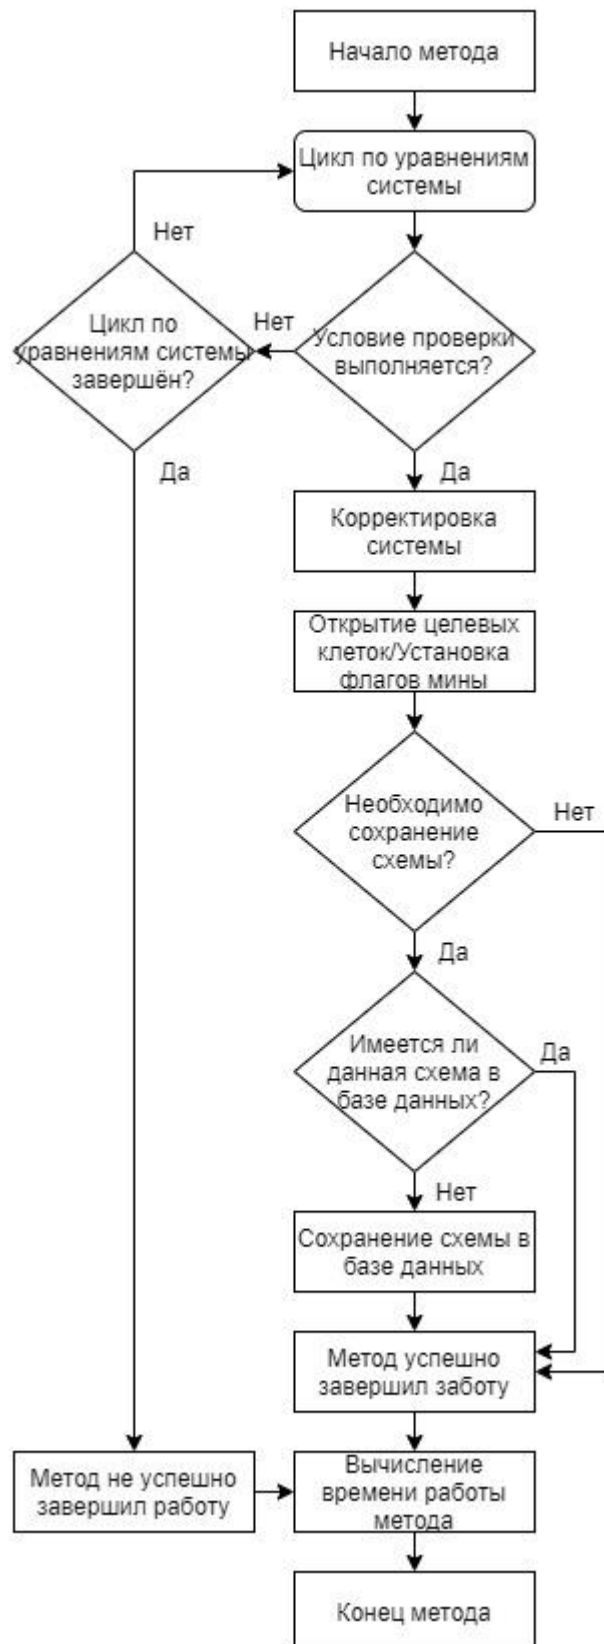 Начало метода
Цикл по уравнениям
системы
Нет
Цикл по
уравнениям системы
завершён?
Нет
Условие проверки
выполняется?
Да
Да
Корректировка
системы
Открытие целевых
клеток/Установка
флагов мины
Необходимо
сохранение
схемы?
Нет
Да
Имеется ли
данная схема в
базе данных?
Да
Нет
Сохранение схемы в
базе данных
Метод успешно
завершил заботу
Метод не успешно
завершил работу
Вычисление
времени работы
метода
Конец метода